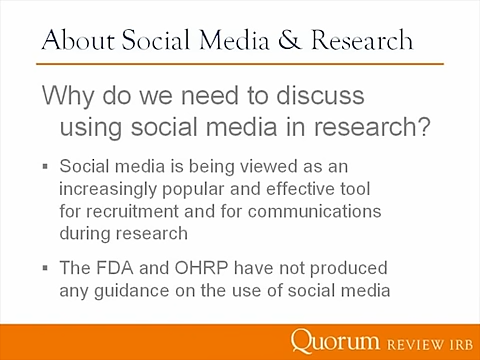 About Social Media & Research
Why do we need to discuss
using social media in research?
▪ Social media is being viewed as an
increasingly popular and effective tool
for recruitment and for communications
during research
▪ The FDA and OHRP have not produced
any guidance on the use of social media
Quorum REVIEW IRB